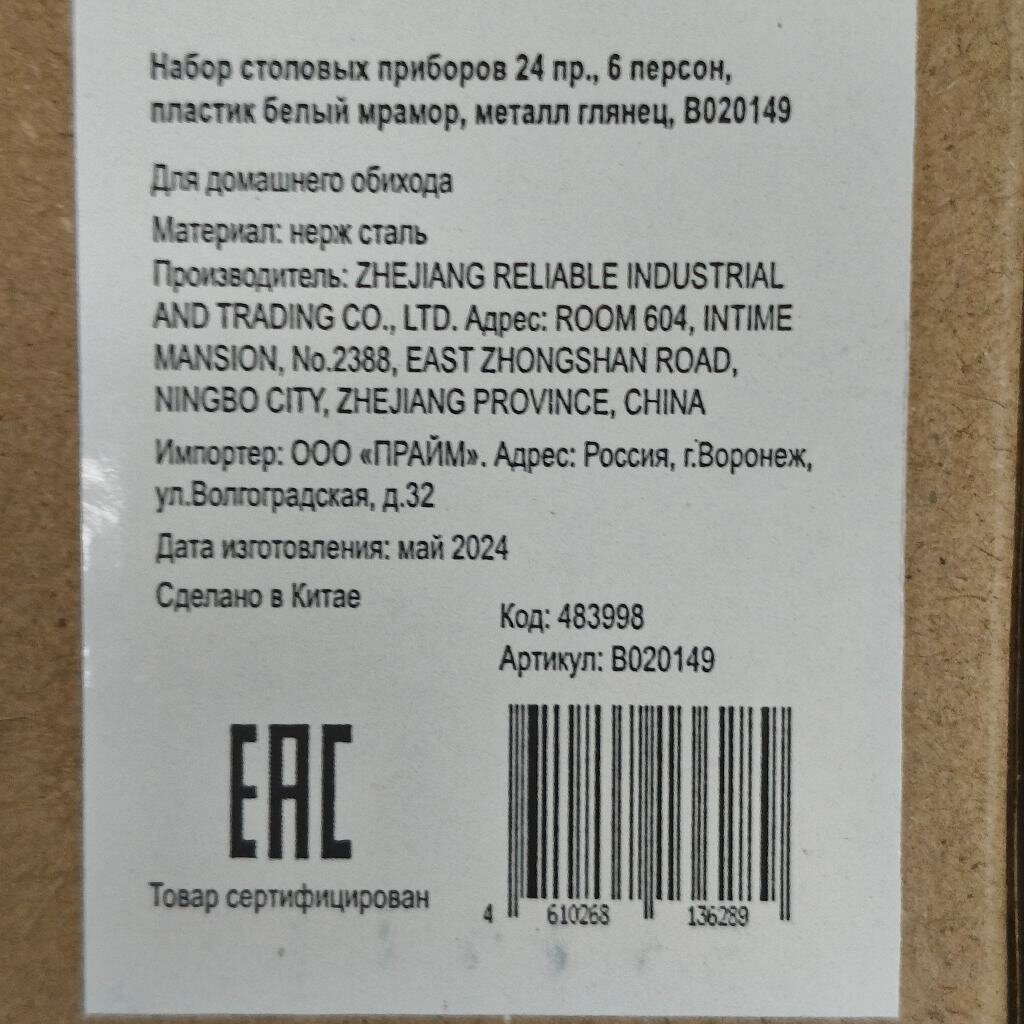 Набор столовых приборов 24 пр., 6 персон,
пластик белый мрамор, металл глянец, B020149
Для домашнего обихода
Материал: нерж сталь
Производитель: ZHEJIANG RELIABLE INDUSTRIAL
AND TRADING CO., LTD. Адрес: ROOM 604, INTIME
MANSION, No.2388, EAST ZHONGSHAN ROAD,
NINGBO CITY, ZHEJIANG PROVINCE, CHINA
Импортер: ООО «ПРАЙМ». Адрес: Россия, г.Воронеж,
ул.Волгоградская, д.32
Дата изготовления: май 2024
Сделано в Китае
Код: 483998
Артикул: B020149
EAC
Товар сертифицирован
4 610268 136289